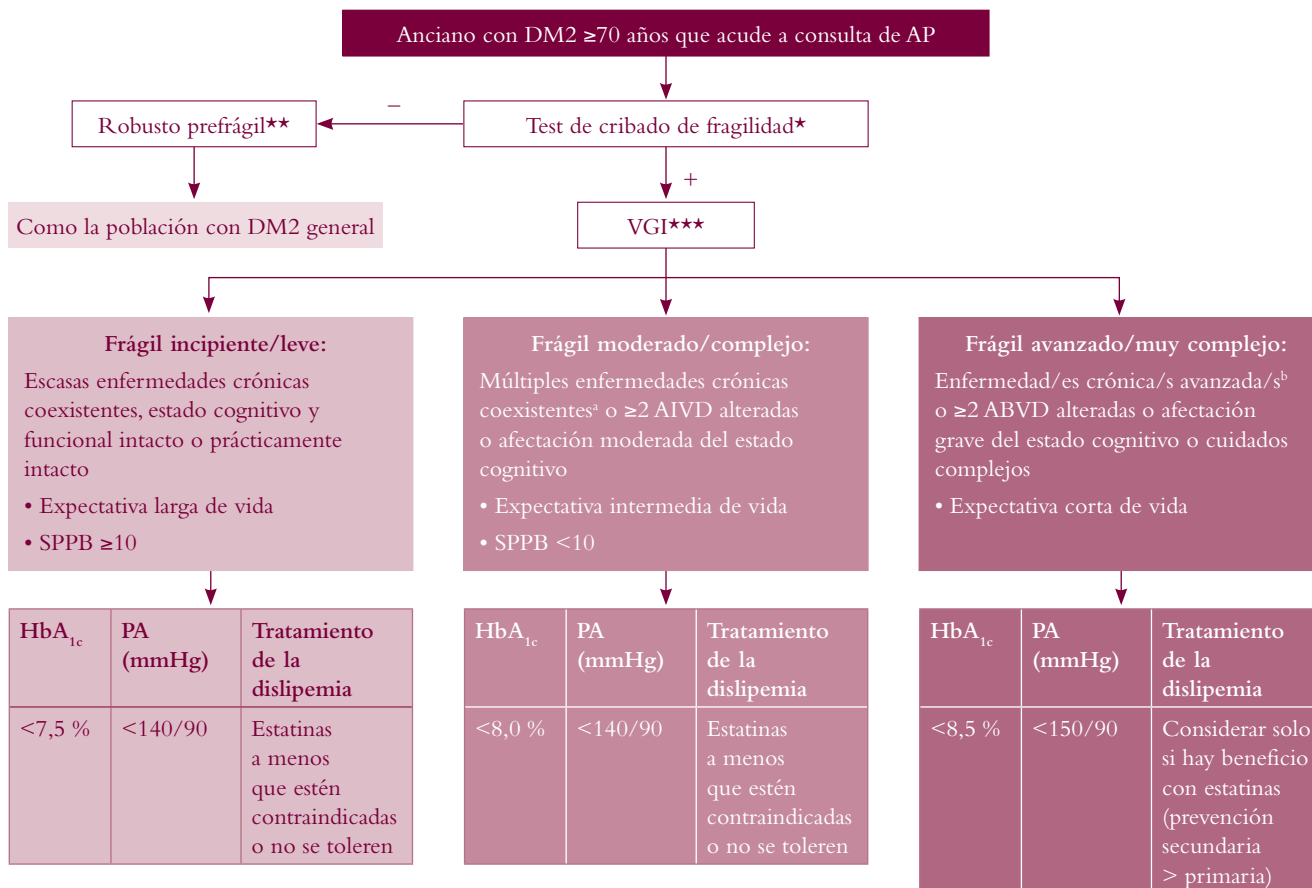 Anciano con DM2 ≥70 años que acude a consulta de AP
–
Robusto prefrágil★★
Test de cribado de fragilidad★
+
Como la población con DM2 general
VGI★★★
Frágil incipiente/leve:
Escasas enfermedades crónicas
coexistentes, estado cognitivo y
funcional intacto o prácticamente
intacto
• Expectativa larga de vida
• SPPB ≥10
Frágil moderado/complejo:
Múltiples enfermedades crónicas
coexistentesª o ≥2 AIVD alteradas
o afectación moderada del estado
cognitivo
• Expectativa intermedia de vida
• SPPB <10
Frágil avanzado/muy complejo:
Enfermedad/es crónica/s avanzada/sᵇ
o ≥2 ABVD alteradas o afectación
grave del estado cognitivo o cuidados
complejos
• Expectativa corta de vida
HbA₁c
PA
(mmHg)
Tratamiento
de la
dislipemia
<7,5 %
<140/90
Estatinas
a menos
que estén
contraindicadas
o no se toleren
HbA₁c
PA
(mmHg)
Tratamiento
de la
dislipemia
<8,0 %
<140/90
Estatinas
a menos
que estén
contraindicadas
o no se toleren
HbA₁c
PA
(mmHg)
Tratamiento
de la
dislipemia
<8,5 %
<150/90
Considerar solo
si hay beneficio
con estatinas
(prevención
secundaria
> primaria)